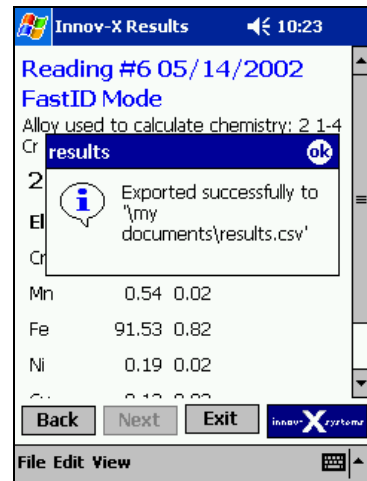 Innov-X Results 10:23
Reading #6 05/14/2002
FastID Mode
Alloy used to calculate chemistry: 2 1-4
Cr
results ok
2
Exported successfully to
'\my
documents\results.csv'
El
Cr
Mn 0.54 0.02
Fe 91.53 0.82
Ni 0.19 0.02
Back Next Exit innov-X systems
File Edit View